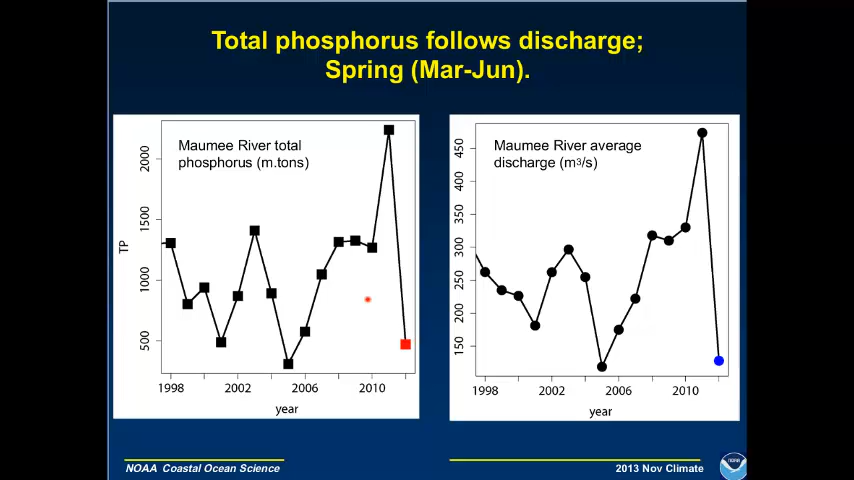 Total phosphorus follows discharge;
Spring (Mar-Jun).
Maumee River total
phosphorus (m.tons)
TP
2000
1500
1000
500
1998
2002
2006
2010
year
Maumee River average
discharge (m3/s)
450
400
350
300
250
200
150
1998
2002
2006
2010
year
NOAA Coastal Ocean Science
2013 Nov Climate
NOAA